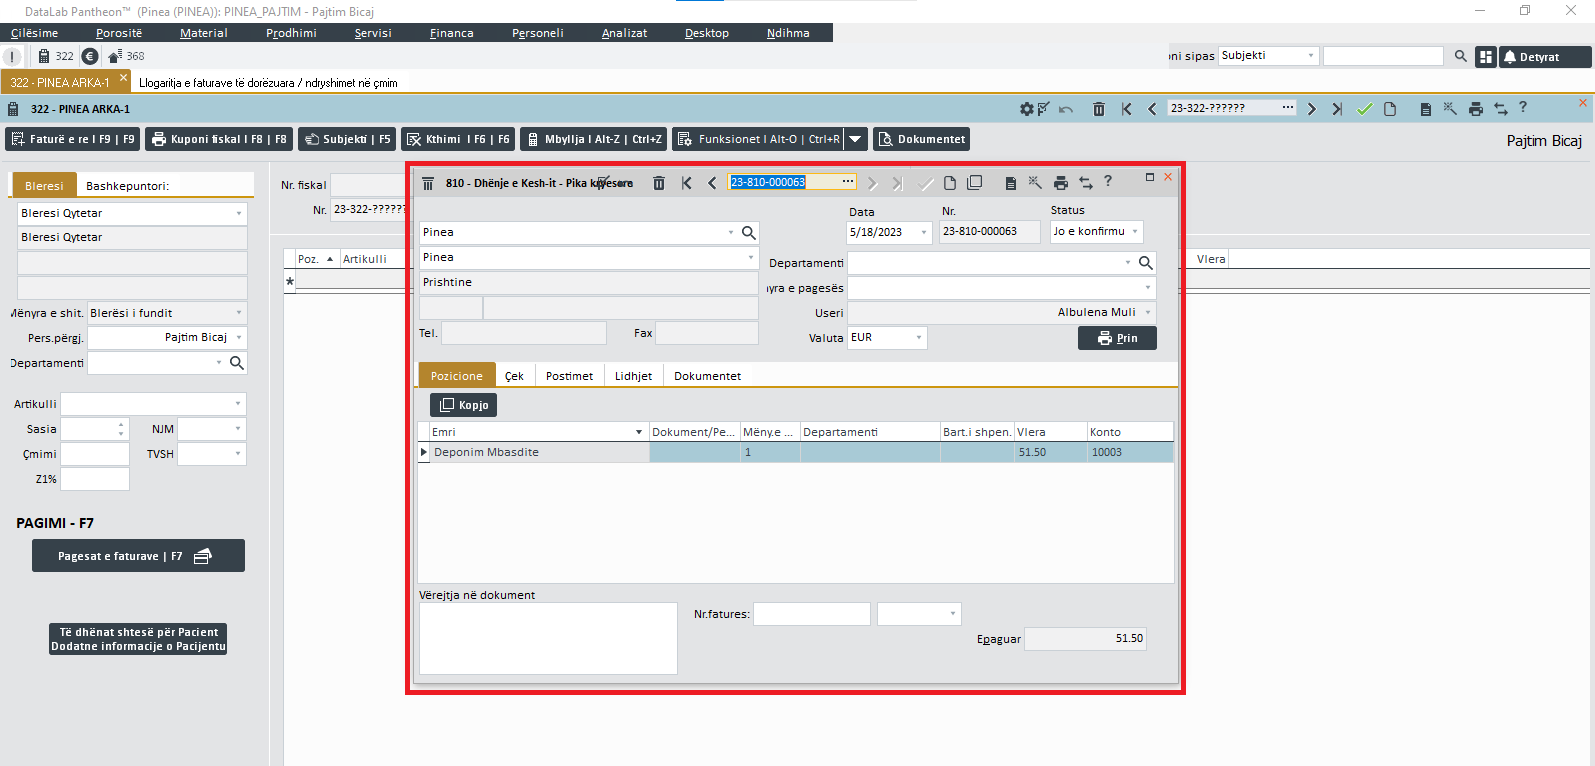 DataLab Pantheon™ (Pinea (PINEA)): PINEA_PAJTIM - Pajtim Bicaj
Cilësime Porositë Material Prodhimi Servisi Financa Personeli Analizat Desktop Ndihma
322 € 368 oni sipas Subjekti Detyrat
322 - PINEA ARKA-1 Llogaritja e faturave të dorëzuara / ndryshimet në çmim
322 - PINEA ARKA-1 23-322-?????? ... ?
Faturë e re I F9 | F9 Kuponi fiskal I F8 | F8 Subjekti | F5 Kthimi I F6 | F6 Mbyllja I Alt-Z | Ctrl+Z Funksionet I Alt-O | Ctrl+R Dokumentet Pajtim Bicaj
Bleresi Bashkepuntori:
Bleresi Qytetar
Bleresi Qytetar
Mënyra e shit. Blerësi i fundit
Pers.përgj. Pajtim Bicaj
Departamenti
Artikulli
Sasia NJM
Çmimi TVSH
Z1%
PAGIMI - F7
Pagesat e faturave | F7
Të dhënat shtesë për Pacient
Dodatne informacije o Pacijentu
Nr. fiskal
Nr. 23-322-??????
Poz. Artikulli Vlera
*
810 - Dhënje e Kesh-it - Pika kryesore 23-810-000063 ... ?
Data Nr. Status
Pinea 5/18/2023 23-810-000063 Jo e konfirmu
Pinea Departamenti
Prishtine nyra e pagesës
Useri Albulena Muli
Tel. Fax Valuta EUR Prin
Pozicione Çek Postimet Lidhjet Dokumentet
Kopjo
Emri Dokument/Pe... Mëny.e ... Departamenti Bart.i shpen. Vlera Konto
Deponim Mbasdite 1 51.50 10003
Vërejtja në dokument
Nr.fatures:
Epaguar 51.50